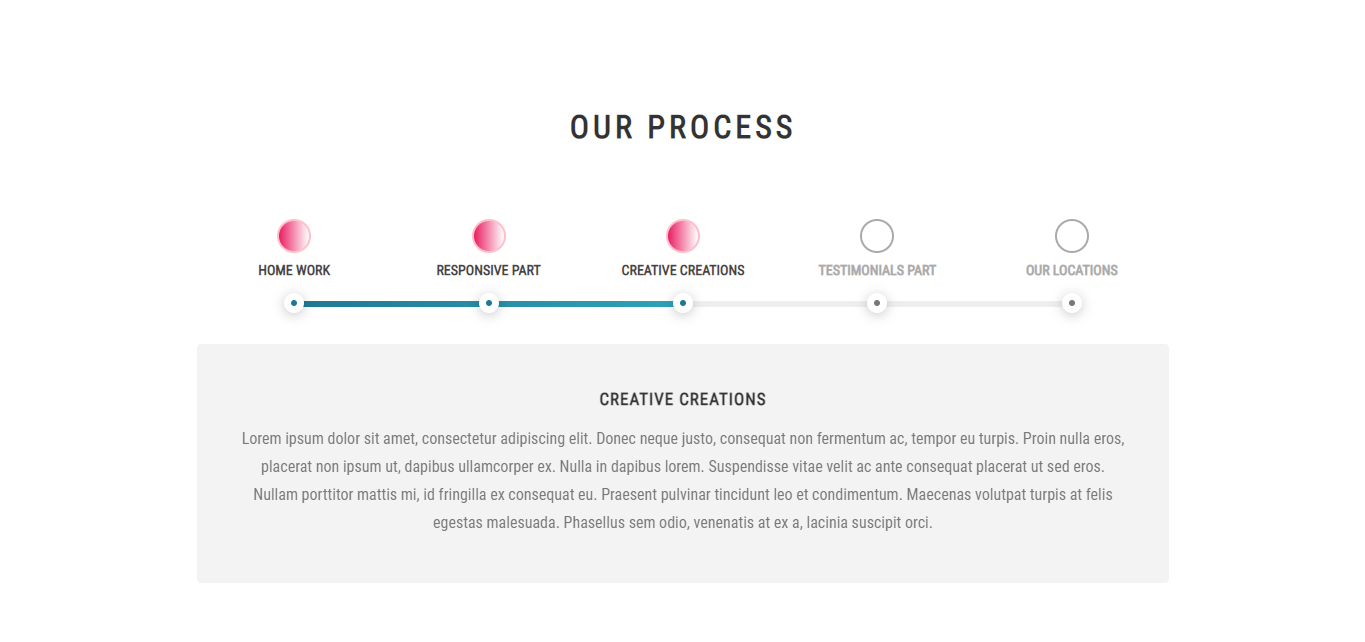 OUR PROCESS
HOME WORK
RESPONSIVE PART
CREATIVE CREATIONS
TESTIMONIALS PART
OUR LOCATIONS
CREATIVE CREATIONS
Lorem ipsum dolor sit amet, consectetur adipiscing elit. Donec neque justo, consequat non fermentum ac, tempor eu turpis. Proin nulla eros,
placerat non ipsum ut, dapibus ullamcorper ex. Nulla in dapibus lorem. Suspendisse vitae velit ac ante consequat placerat ut sed eros.
Nullam porttitor mattis mi, id fringilla ex consequat eu. Praesent pulvinar tincidunt leo et condimentum. Maecenas volutpat turpis at felis
egestas malesuada. Phasellus sem odio, venenatis at ex a, lacinia suscipit orci.